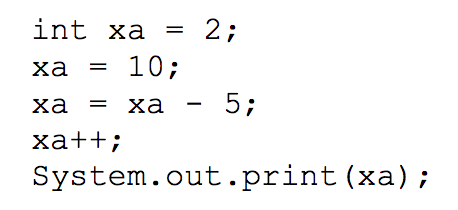 int xa = 2;
xa = 10;
xa = xa - 5;
xa++;
System.out.print(xa);